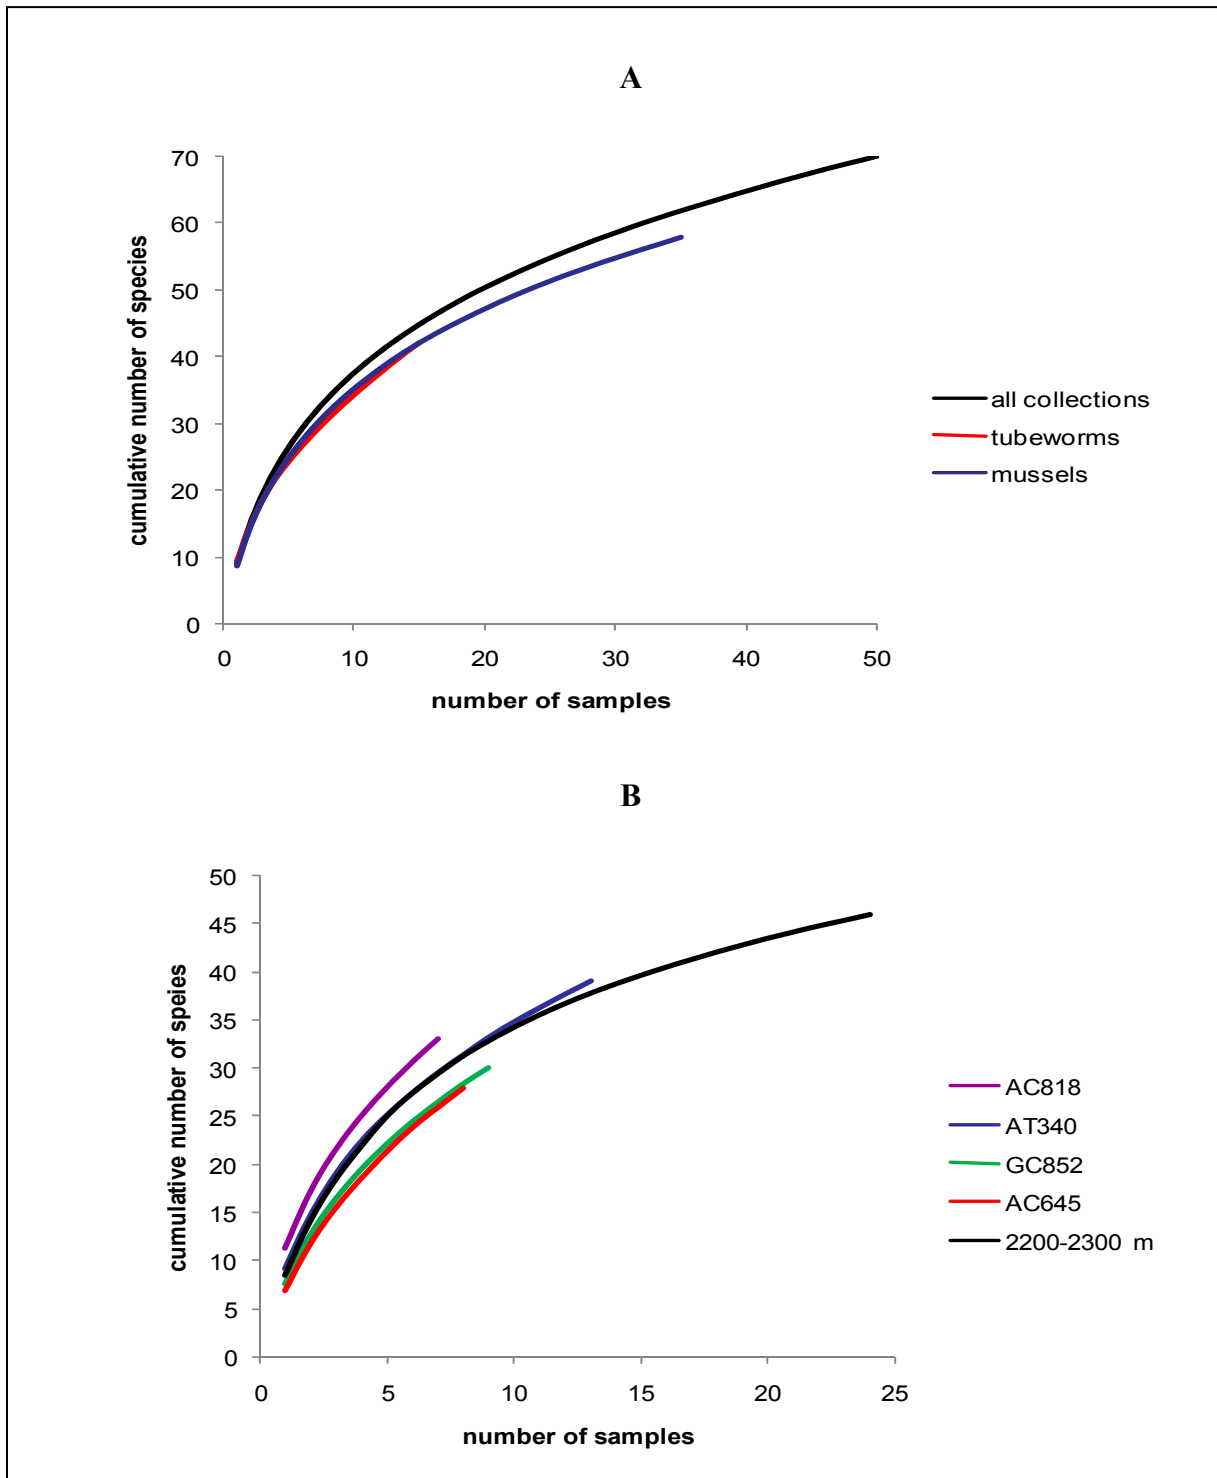 A
70
60
50
40
30
20
10
0
cumulative number of species
0 10 20 30 40 50
number of samples
all collections
tubeworms
mussels
B
50
45
40
35
30
25
20
15
10
5
0
cumulative number of speies
0 5 10 15 20 25
number of samples
AC818
AT340
GC852
AC645
2200-2300 m